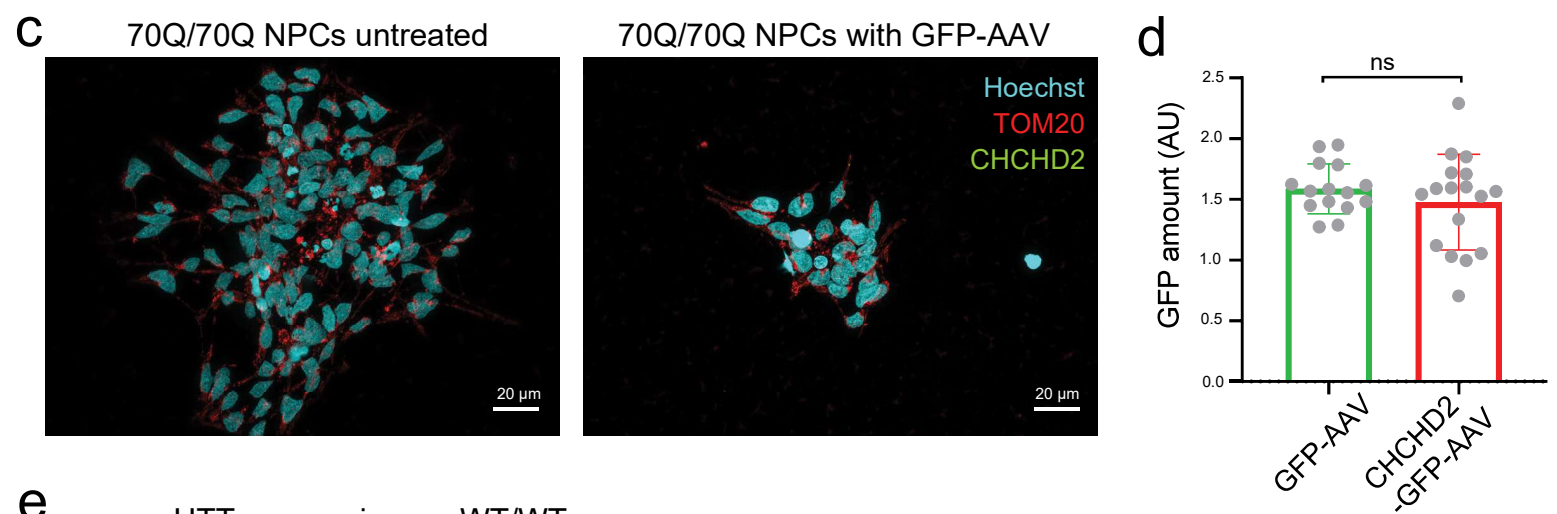 c
70Q/70Q NPCs untreated
70Q/70Q NPCs with GFP-AAV
Hoechst
TOM20
CHCHD2
20 µm
20 µm
d
ns
GFP amount (AU)
2.5
2.0
1.5
1.0
0.5
0.0
GFP-AAV
CHCHD2
-GFP-AAV
e
WT/WT